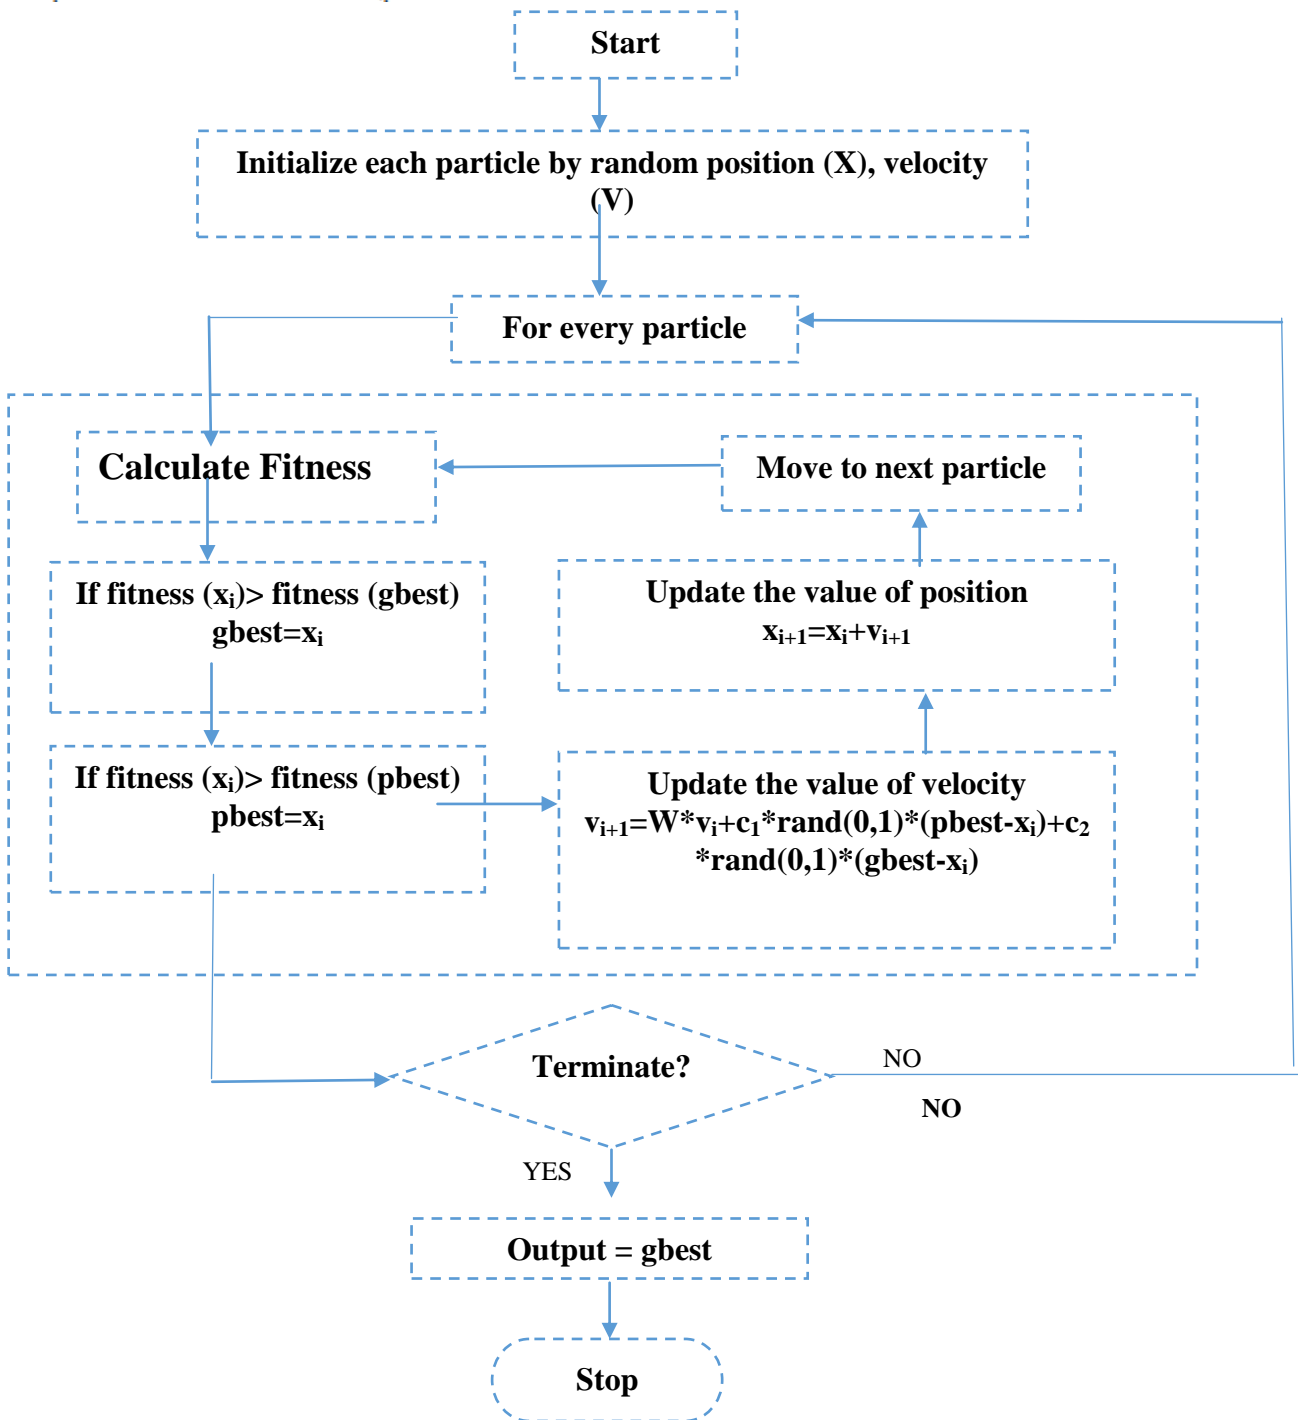 Start
Initialize each particle by random position (X), velocity
(V)
For every particle
Calculate Fitness
Move to next particle
If fitness (xᵢ)> fitness (gbest)
gbest=xᵢ
Update the value of position
xᵢ₊₁=xᵢ+vᵢ₊₁
If fitness (xᵢ)> fitness (pbest)
pbest=xᵢ
Update the value of velocity
vᵢ₊₁=W*vᵢ+c₁*rand(0,1)*(pbest-xᵢ)+c₂
*rand(0,1)*(gbest-xᵢ)
Terminate?
NO
NO
YES
Output = gbest
Stop